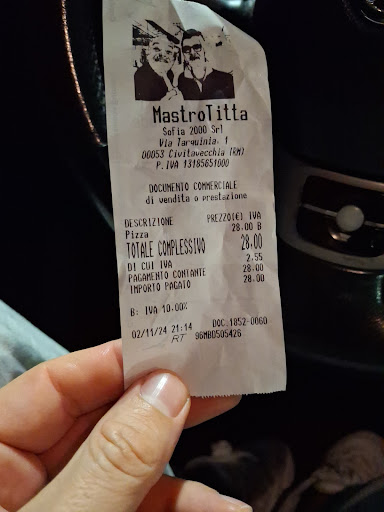 MastroTitta
Sofia 2000 Srl
Via Tarquinia, 1
00053 Civitavecchia (RM)
P.IVA 13185651000
DOCUMENTO COMMERCIALE
di vendita o prestazione
DESCRIZIONE PREZZO(€) IVA
Pizza 28,00 B
TOTALE COMPLESSIVO 28,00
DI CUI IVA 2,55
PAGAMENTO CONTANTE 28,00
IMPORTO PAGATO 28,00
B: IVA 10,00%
02/11/24 21:14 DOC.1852-0060
RT 96MBD505426